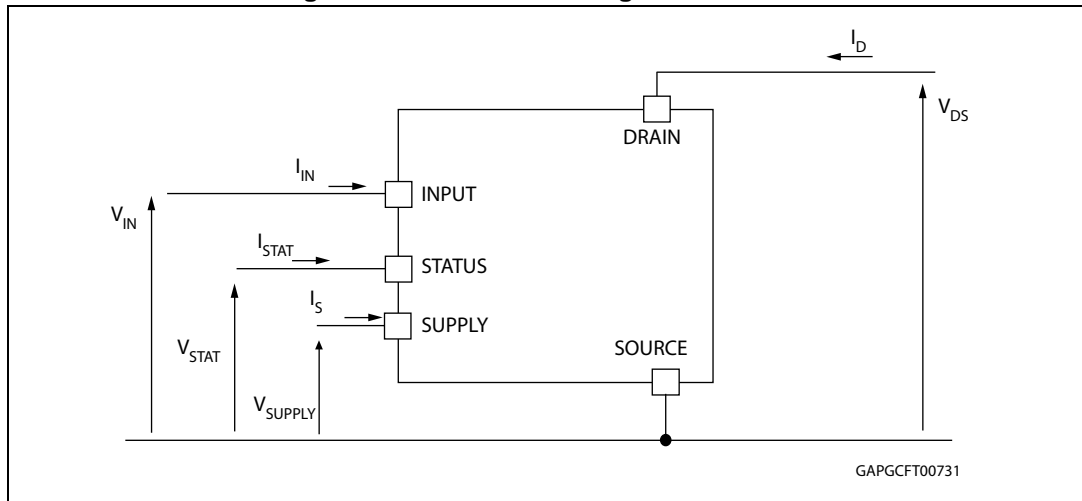 I_D
V_DS
DRAIN
I_IN
INPUT
V_IN
I_STAT
STATUS
I_S
SUPPLY
SOURCE
V_STAT
V_SUPPLY
GAPGCFT00731